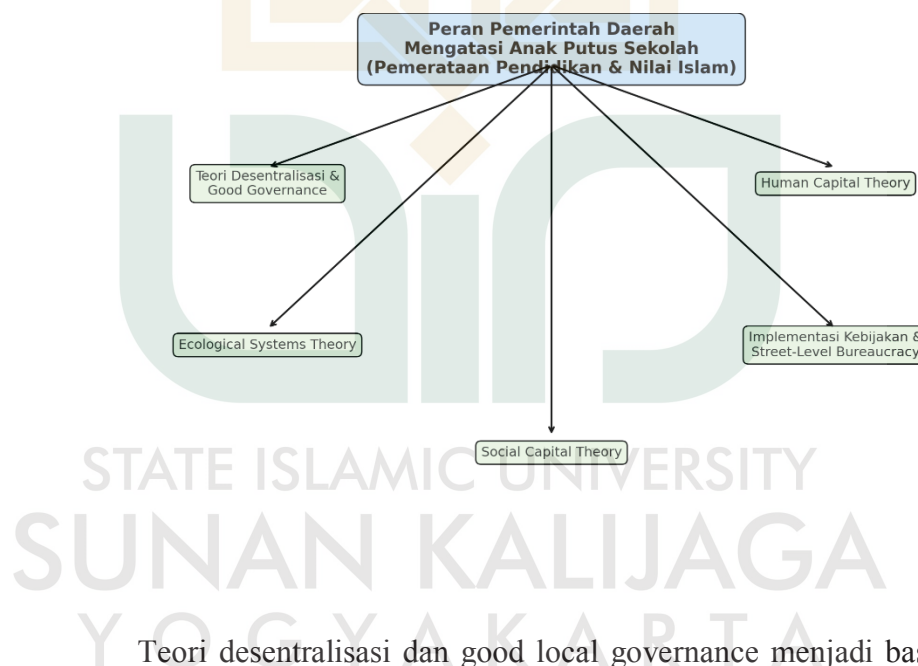 Peran Pemerintah Daerah
Mengatasi Anak Putus Sekolah
(Pemerataan Pendidikan & Nilai Islam)
Teori Desentralisasi &
Good Governance
Human Capital Theory
Ecological Systems Theory
Implementasi Kebijakan &
Street-Level Bureaucracy
Social Capital Theory
STATE ISLAMIC UNIVERSITY
SUNAN KALIJAGA
YOGYAKARTA
Teori desentralisasi dan good local governance menjadi